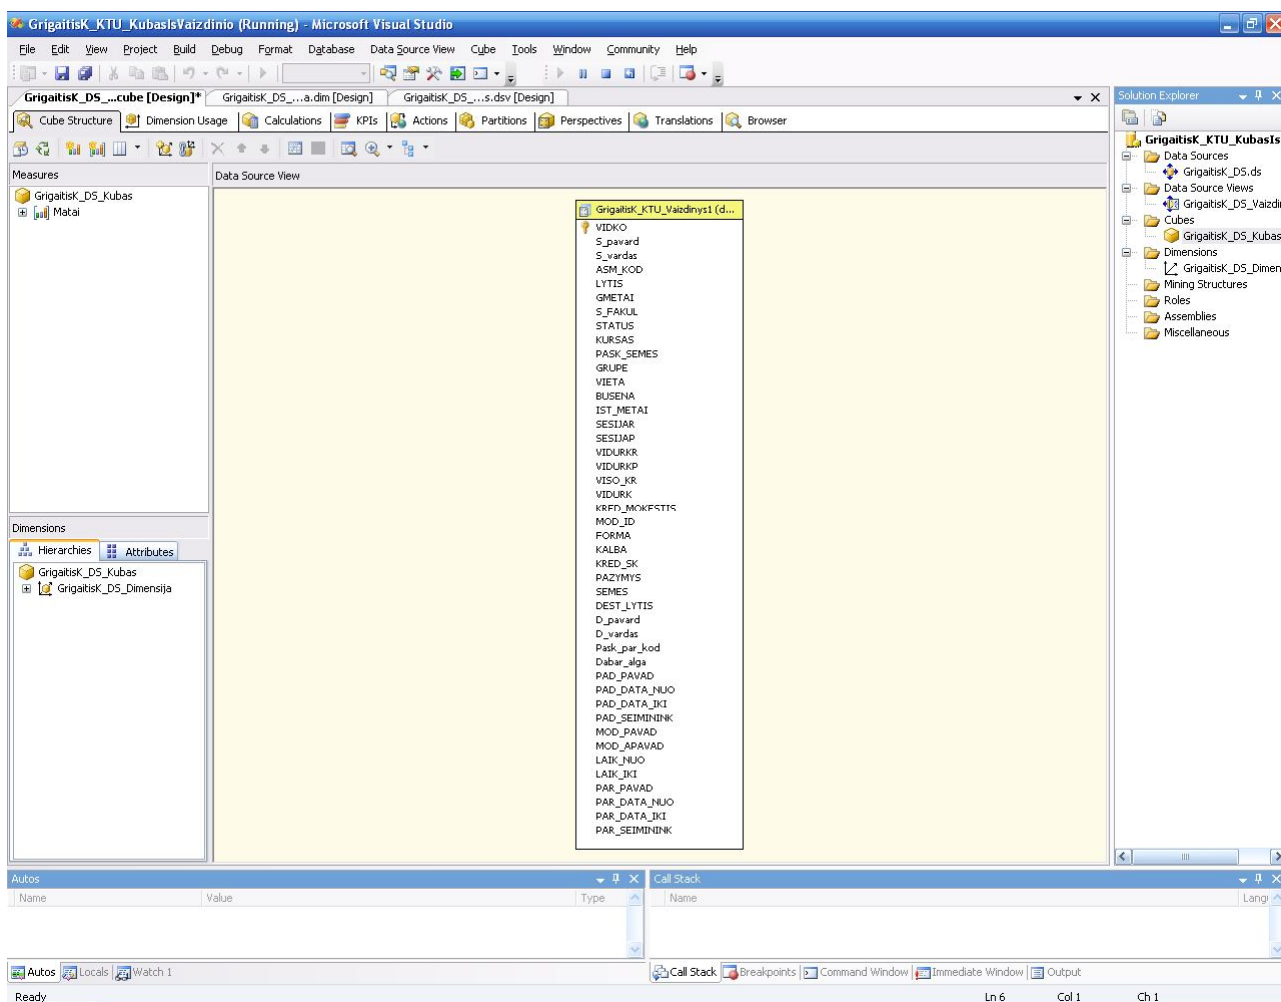 GrigaitisK_KTU_KubasIsVaizdinio (Running) - Microsoft Visual Studio
File Edit View Project Build Debug Format Database Data Source View Cube Tools Window Community Help
GrigaitisK_DS_...cube [Design]* GrigaitisK_DS_...a.dim [Design] GrigaitisK_DS_...s.dsv [Design]
Cube Structure Dimension Usage Calculations KPIs Actions Partitions Perspectives Translations Browser
Measures
GrigaitisK_DS_Kubas
Matai
Dimensions
Hierarchies Attributes
GrigaitisK_DS_Kubas
GrigaitisK_DS_Dimensija
Data Source View
GrigaitisK_KTU_Vaizdinys1 (d...
VIDKO
S_pavard
S_vardas
ASM_KOD
LYTIS
GMETAI
S_FAKUL
STATUS
KURSAS
PASK_SEMES
GRUPE
VIETA
BUSENA
IST_METAI
SESIJAR
SESIJAP
VIDURKR
VIDURKP
VISO_KR
VIDURK
KRED_MOKESTIS
MOD_ID
FORMA
KALBA
KRED_SK
PAZYMYS
SEMES
DEST_LYTIS
D_pavard
D_vardas
Pask_par_kod
Dabar_alga
PAD_PAVAD
PAD_DATA_NUO
PAD_DATA_IKI
PAD_SEIMININK
MOD_PAVAD
MOD_APAVAD
LAIK_NUO
LAIK_IKI
PAR_PAVAD
PAR_DATA_NUO
PAR_DATA_IKI
PAR_SEIMININK
Solution Explorer
GrigaitisK_KTU_KubasIs
Data Sources
GrigaitisK_DS.ds
Data Source Views
GrigaitisK_DS_Vaizdi
Cubes
GrigaitisK_DS_Kubas
Dimensions
GrigaitisK_DS_Dimen
Mining Structures
Roles
Assemblies
Miscellaneous
Autos
Name Value Type
Autos Locals Watch 1
Call Stack
Name Langu
Call Stack Breakpoints Command Window Immediate Window Output
Ready Ln 6 Col 1 Ch 1